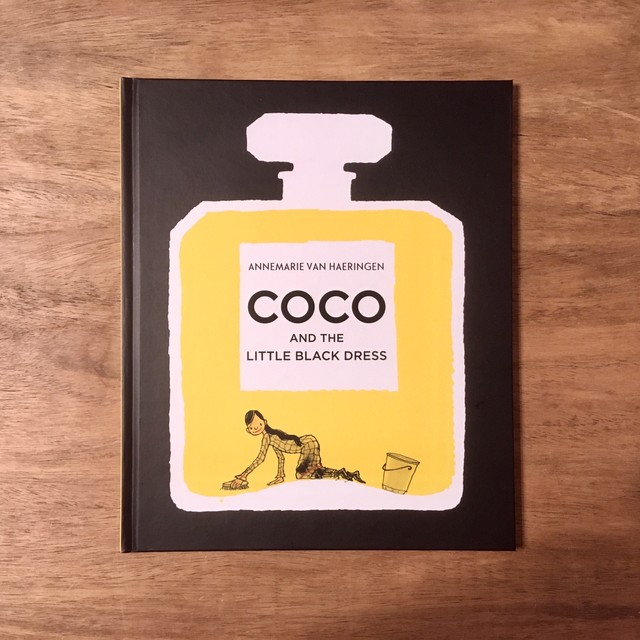 ANNEMARIE VAN HAERINGEN
COCO
AND THE
LITTLE BLACK DRESS